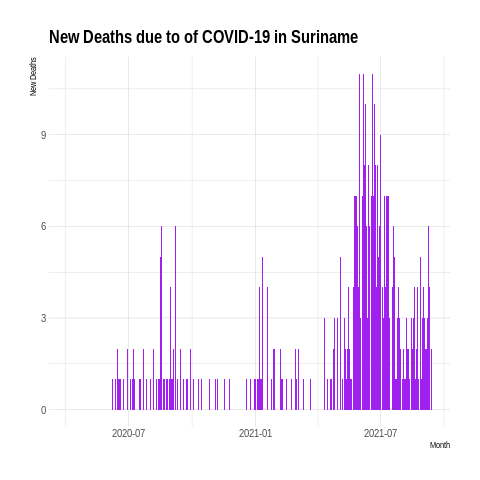 New Deaths due to of COVID-19 in Suriname
New Deaths
9
6
3
0
2020-07
2021-01
2021-07
Month